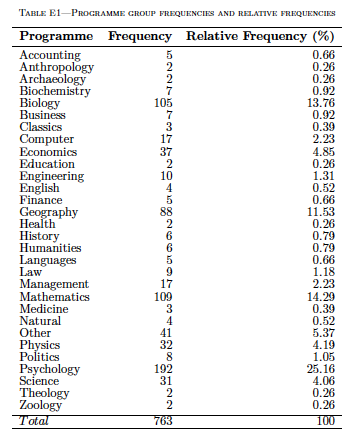 Table E1—Programme group frequencies and relative frequencies
Programme Frequency Relative Frequency (%)
Accounting 5 0.66
Anthropology 2 0.26
Archaeology 2 0.26
Biochemistry 7 0.92
Biology 105 13.76
Business 7 0.92
Classics 3 0.39
Computer 17 2.23
Economics 37 4.85
Education 2 0.26
Engineering 10 1.31
English 4 0.52
Finance 5 0.66
Geography 88 11.53
Health 2 0.26
History 6 0.79
Humanities 6 0.79
Languages 5 0.66
Law 9 1.18
Management 17 2.23
Mathematics 109 14.29
Medicine 3 0.39
Natural 4 0.52
Other 41 5.37
Physics 32 4.19
Politics 8 1.05
Psychology 192 25.16
Science 31 4.06
Theology 2 0.26
Zoology 2 0.26
Total 763 100